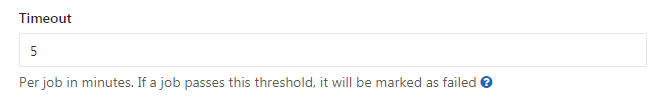 Timeout
5
Per job in minutes. If a job passes this threshold, it will be marked as failed ?